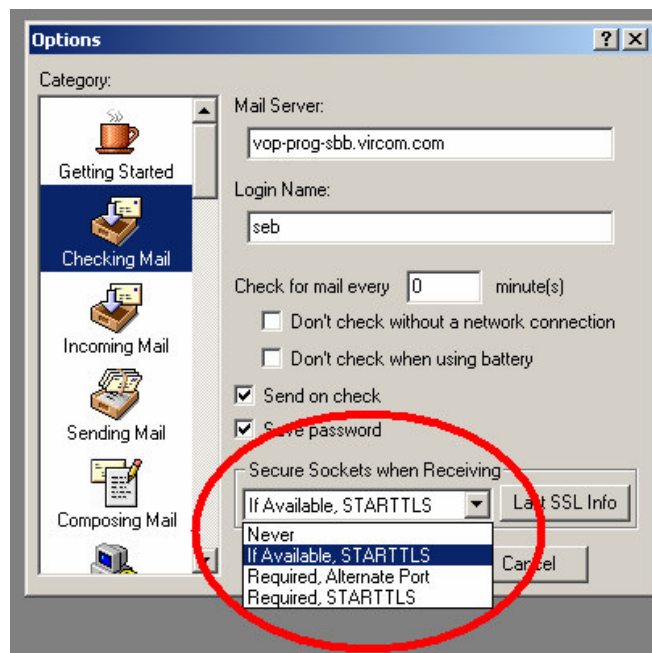 Options
Category:
Getting Started
Checking Mail
Incoming Mail
Sending Mail
Composing Mail
Mail Server:
vop-prog-sbb.vircom.com
Login Name:
seb
Check for mail every 0 minute(s)
Don't check without a network connection
Don't check when using battery
Send on check
Save password
Secure Sockets when Receiving
If Available, STARTTLS
Last SSL Info
Never
If Available, STARTTLS
Required, Alternate Port
Required, STARTTLS
Cancel